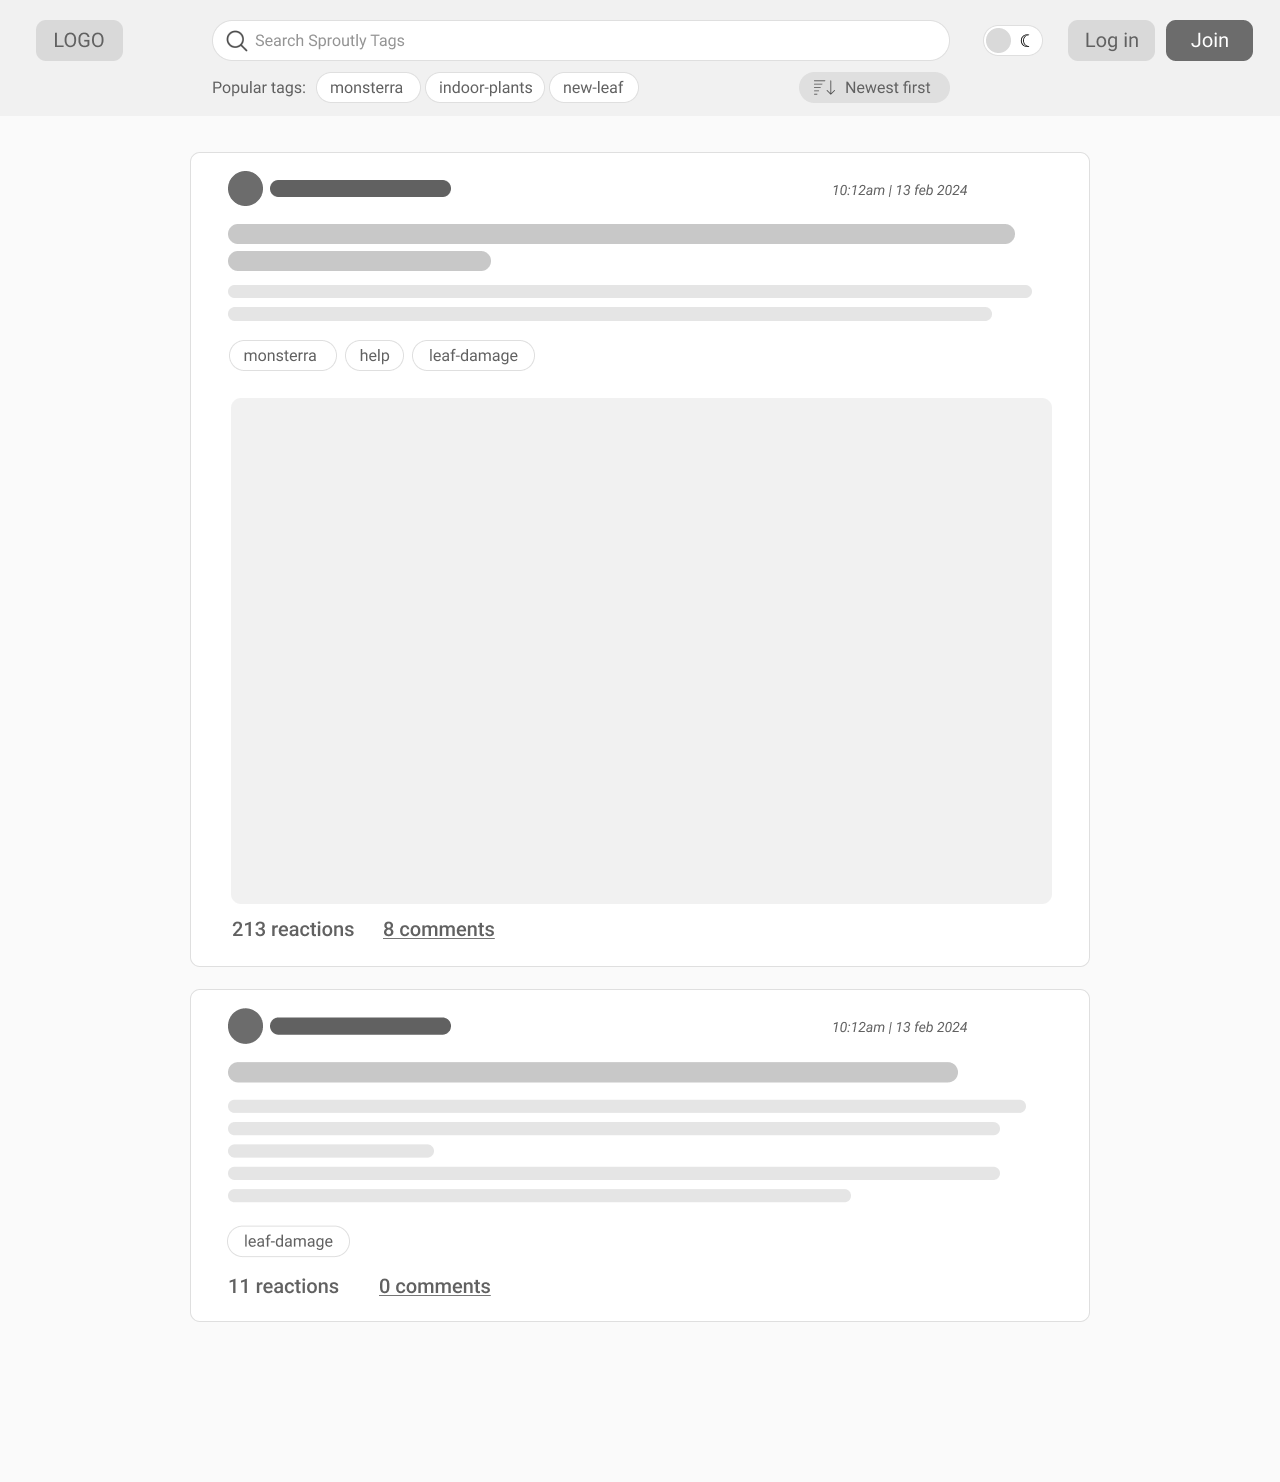 LOGO
Search Sproutly Tags
Log in
Join
Popular tags:
monsterra
indoor-plants
new-leaf
Newest first
10:12am | 13 feb 2024
monsterra
help
leaf-damage
213 reactions
8 comments
10:12am | 13 feb 2024
leaf-damage
11 reactions
0 comments